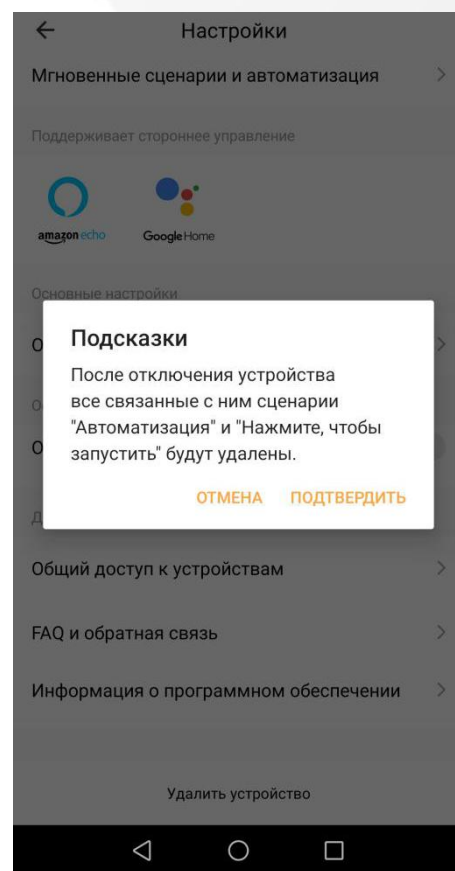 Настройки
Мгновенные сценарии и автоматизация
Поддерживает стороннее управление
amazon echo
Google Home
Основные настройки
Подсказки
После отключения устройства
все связанные с ним сценарии
"Автоматизация" и "Нажмите, чтобы
запустить" будут удалены.
ОТМЕНА ПОДТВЕРДИТЬ
Общий доступ к устройствам
FAQ и обратная связь
Информация о программном обеспечении
Удалить устройство